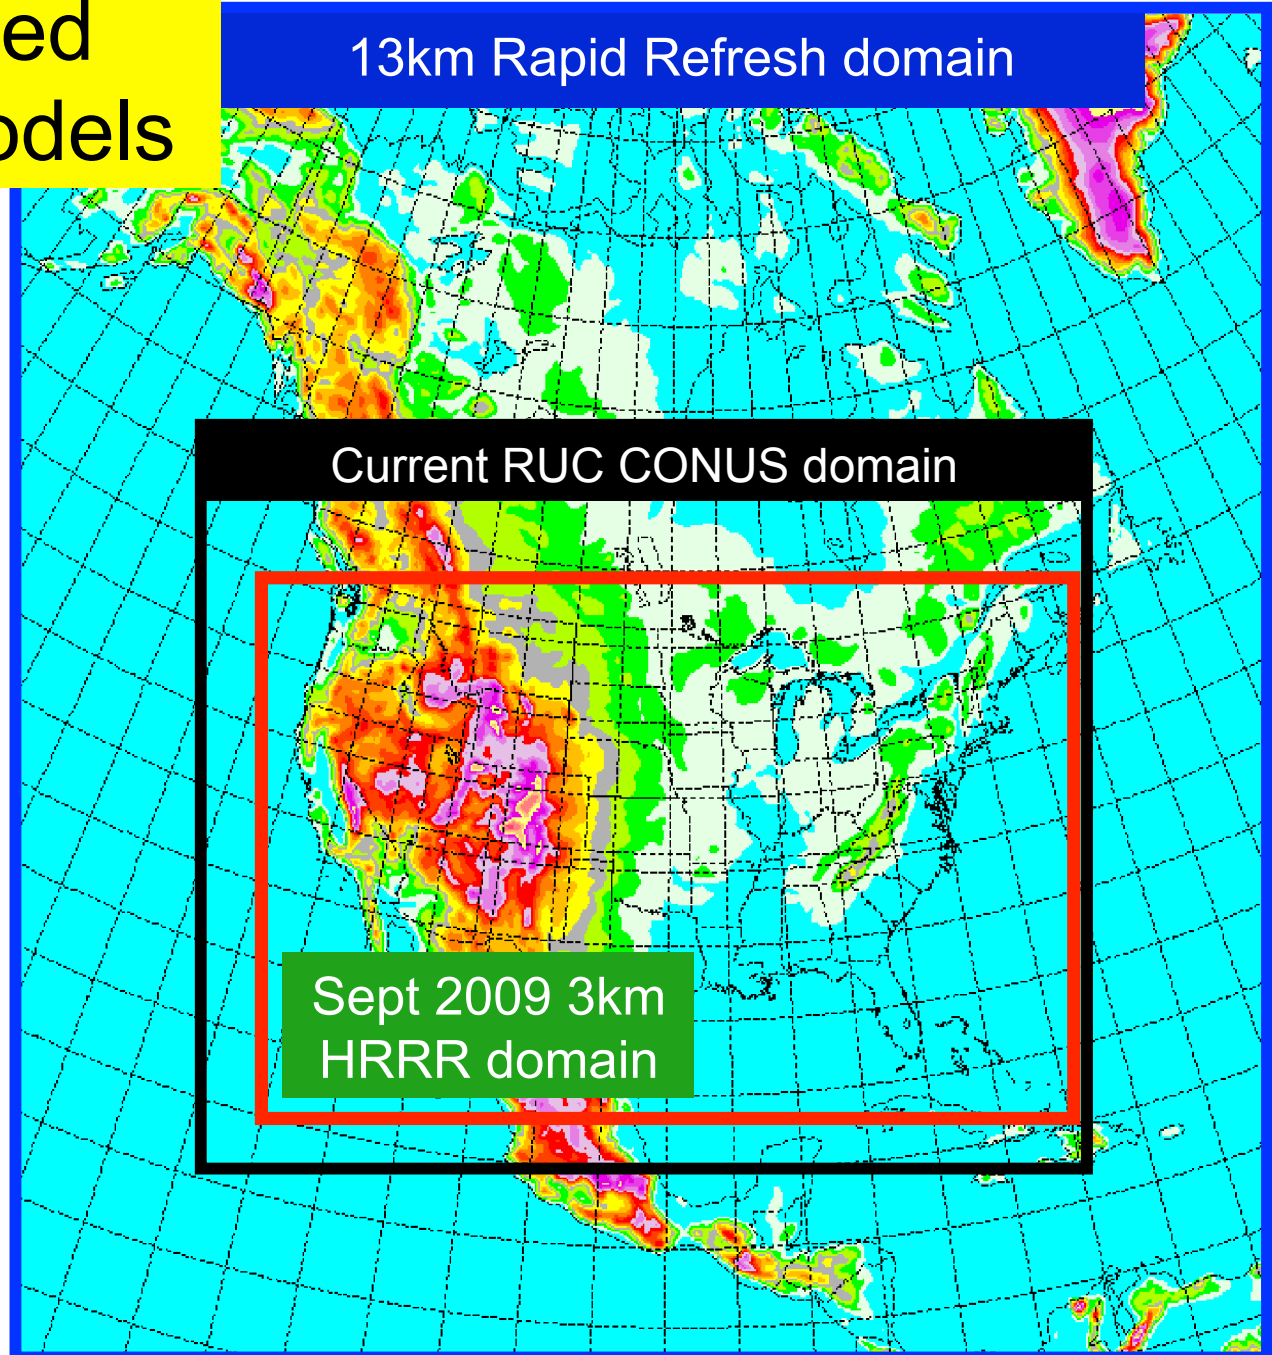 ed
odels
13km Rapid Refresh domain
Current RUC CONUS domain
Sept 2009 3km
HRRR domain